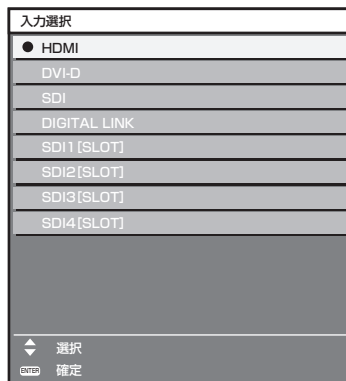 入力選択
HDMI
DVI-D
SDI
DIGITAL LINK
SDI1[SLOT]
SDI2[SLOT]
SDI3[SLOT]
SDI4[SLOT]
選択
ENTER 確定